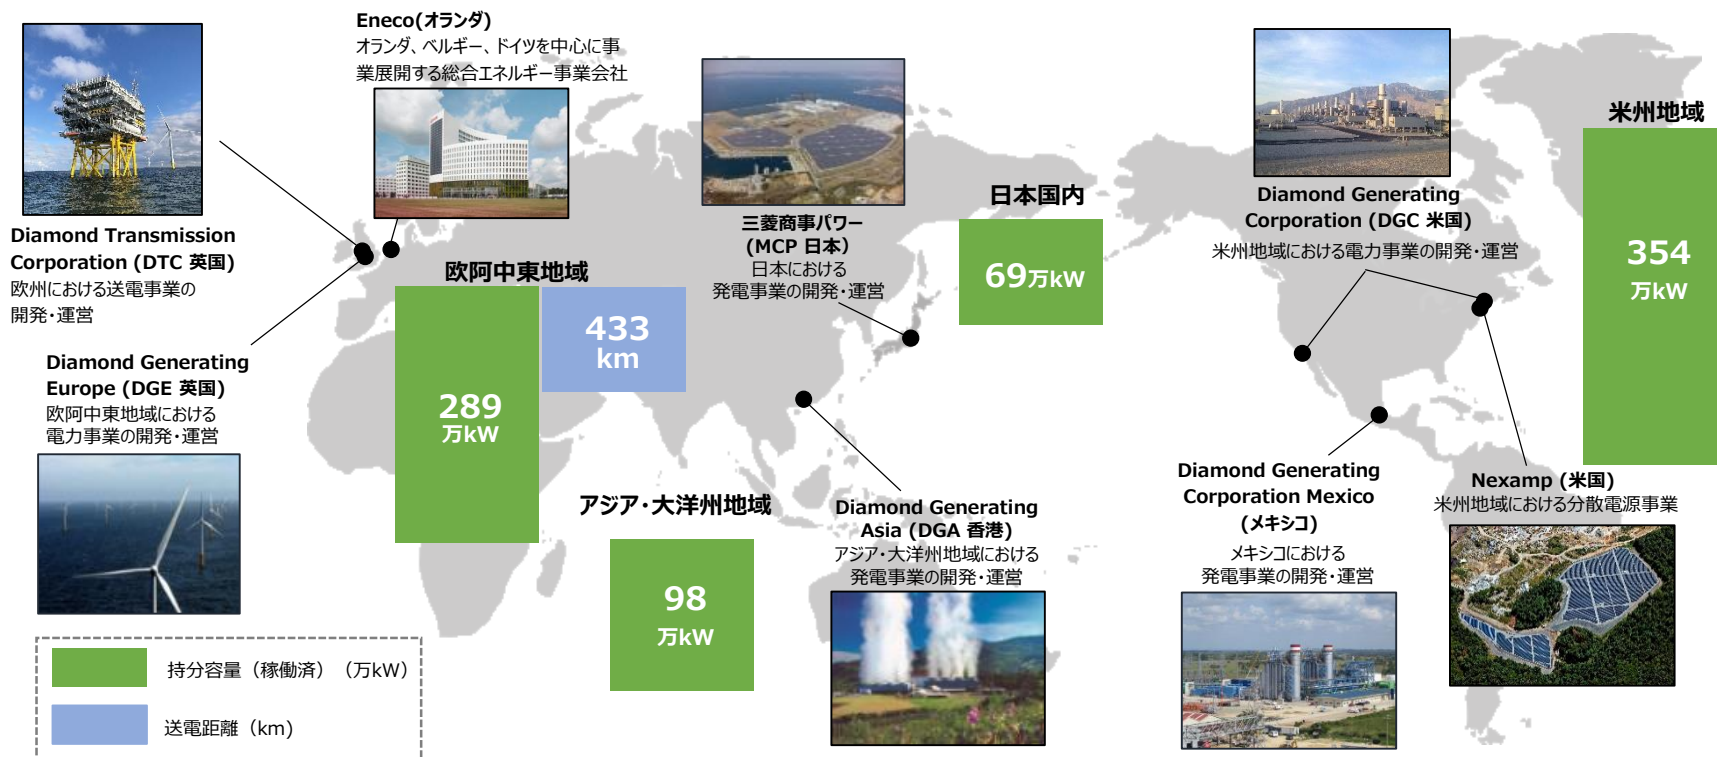 Eneco(オランダ)
オランダ、ベルギー、ドイツを中心に事
業展開する総合エネルギー事業会社
Diamond Transmission
Corporation (DTC 英国)
欧州における送電事業の
開発・運営
Diamond Generating
Europe (DGE 英国)
欧阿中東地域における
電力事業の開発・運営
欧阿中東地域
289
万kW
433
km
三菱商事パワー
(MCP 日本）
日本における
発電事業の開発・運営
日本国内
69万kW
アジア・大洋州地域
98
万kW
Diamond Generating
Asia (DGA 香港)
アジア・大洋州地域における
発電事業の開発・運営
Diamond Generating
Corporation (DGC 米国)
米州地域における電力事業の開発・運営
米州地域
354
万kW
Diamond Generating
Corporation Mexico
(メキシコ)
メキシコにおける
発電事業の開発・運営
Nexamp (米国)
米州地域における分散電源事業
持分容量（稼働済）（万kW）
送電距離（km)